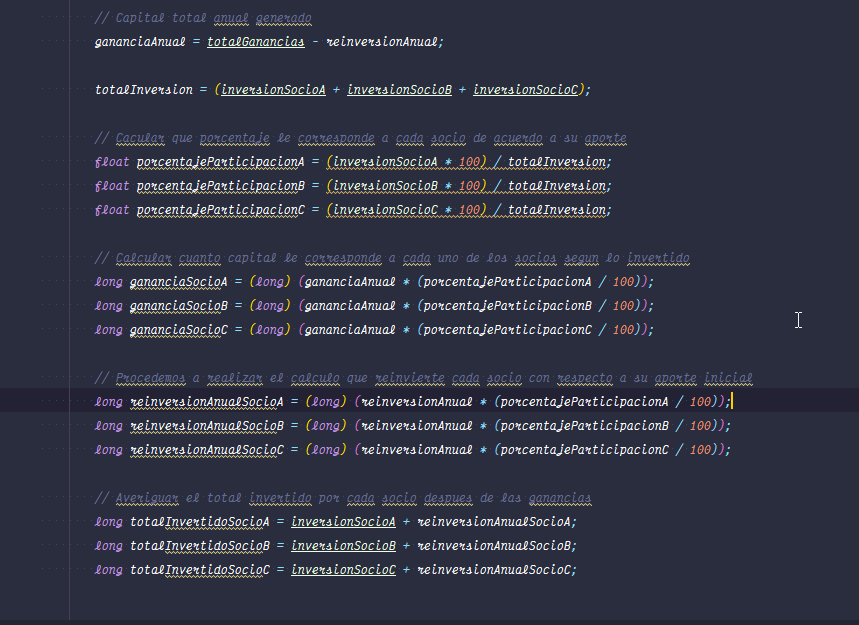 // Capital total anual generado
gananciaAnual = totalGanancias - reinversionAnual;
totalInversion = (inversionSocioA + inversionSocioB + inversionSocioC);
// Cacular que porcentaje le corresponde a cada socio de acuerdo a su aporte
float porcentajeParticipacionA = (inversionSocioA * 100) / totalInversion;
float porcentajeParticipacionB = (inversionSocioB * 100) / totalInversion;
float porcentajeParticipacionC = (inversionSocioC * 100) / totalInversion;
// Calcular cuanto capital le corresponde a cada uno de los socios segun lo invertido
long gananciaSocioA = (long) (gananciaAnual * (porcentajeParticipacionA / 100));
long gananciaSocioB = (long) (gananciaAnual * (porcentajeParticipacionB / 100));
long gananciaSocioC = (long) (gananciaAnual * (porcentajeParticipacionC / 100));
// Procedemos a realizar el calculo que reinvierte cada socio con respecto a su aporte inicial
long reinversionAnualSocioA = (long) (reinversionAnual * (porcentajeParticipacionA / 100));
long reinversionAnualSocioB = (long) (reinversionAnual * (porcentajeParticipacionB / 100));
long reinversionAnualSocioC = (long) (reinversionAnual * (porcentajeParticipacionC / 100));
// Averiguar el total invertido por cada socio despues de las ganancias
long totalInvertidoSocioA = inversionSocioA + reinversionAnualSocioA;
long totalInvertidoSocioB = inversionSocioB + reinversionAnualSocioB;
long totalInvertidoSocioC = inversionSocioC + reinversionAnualSocioC;